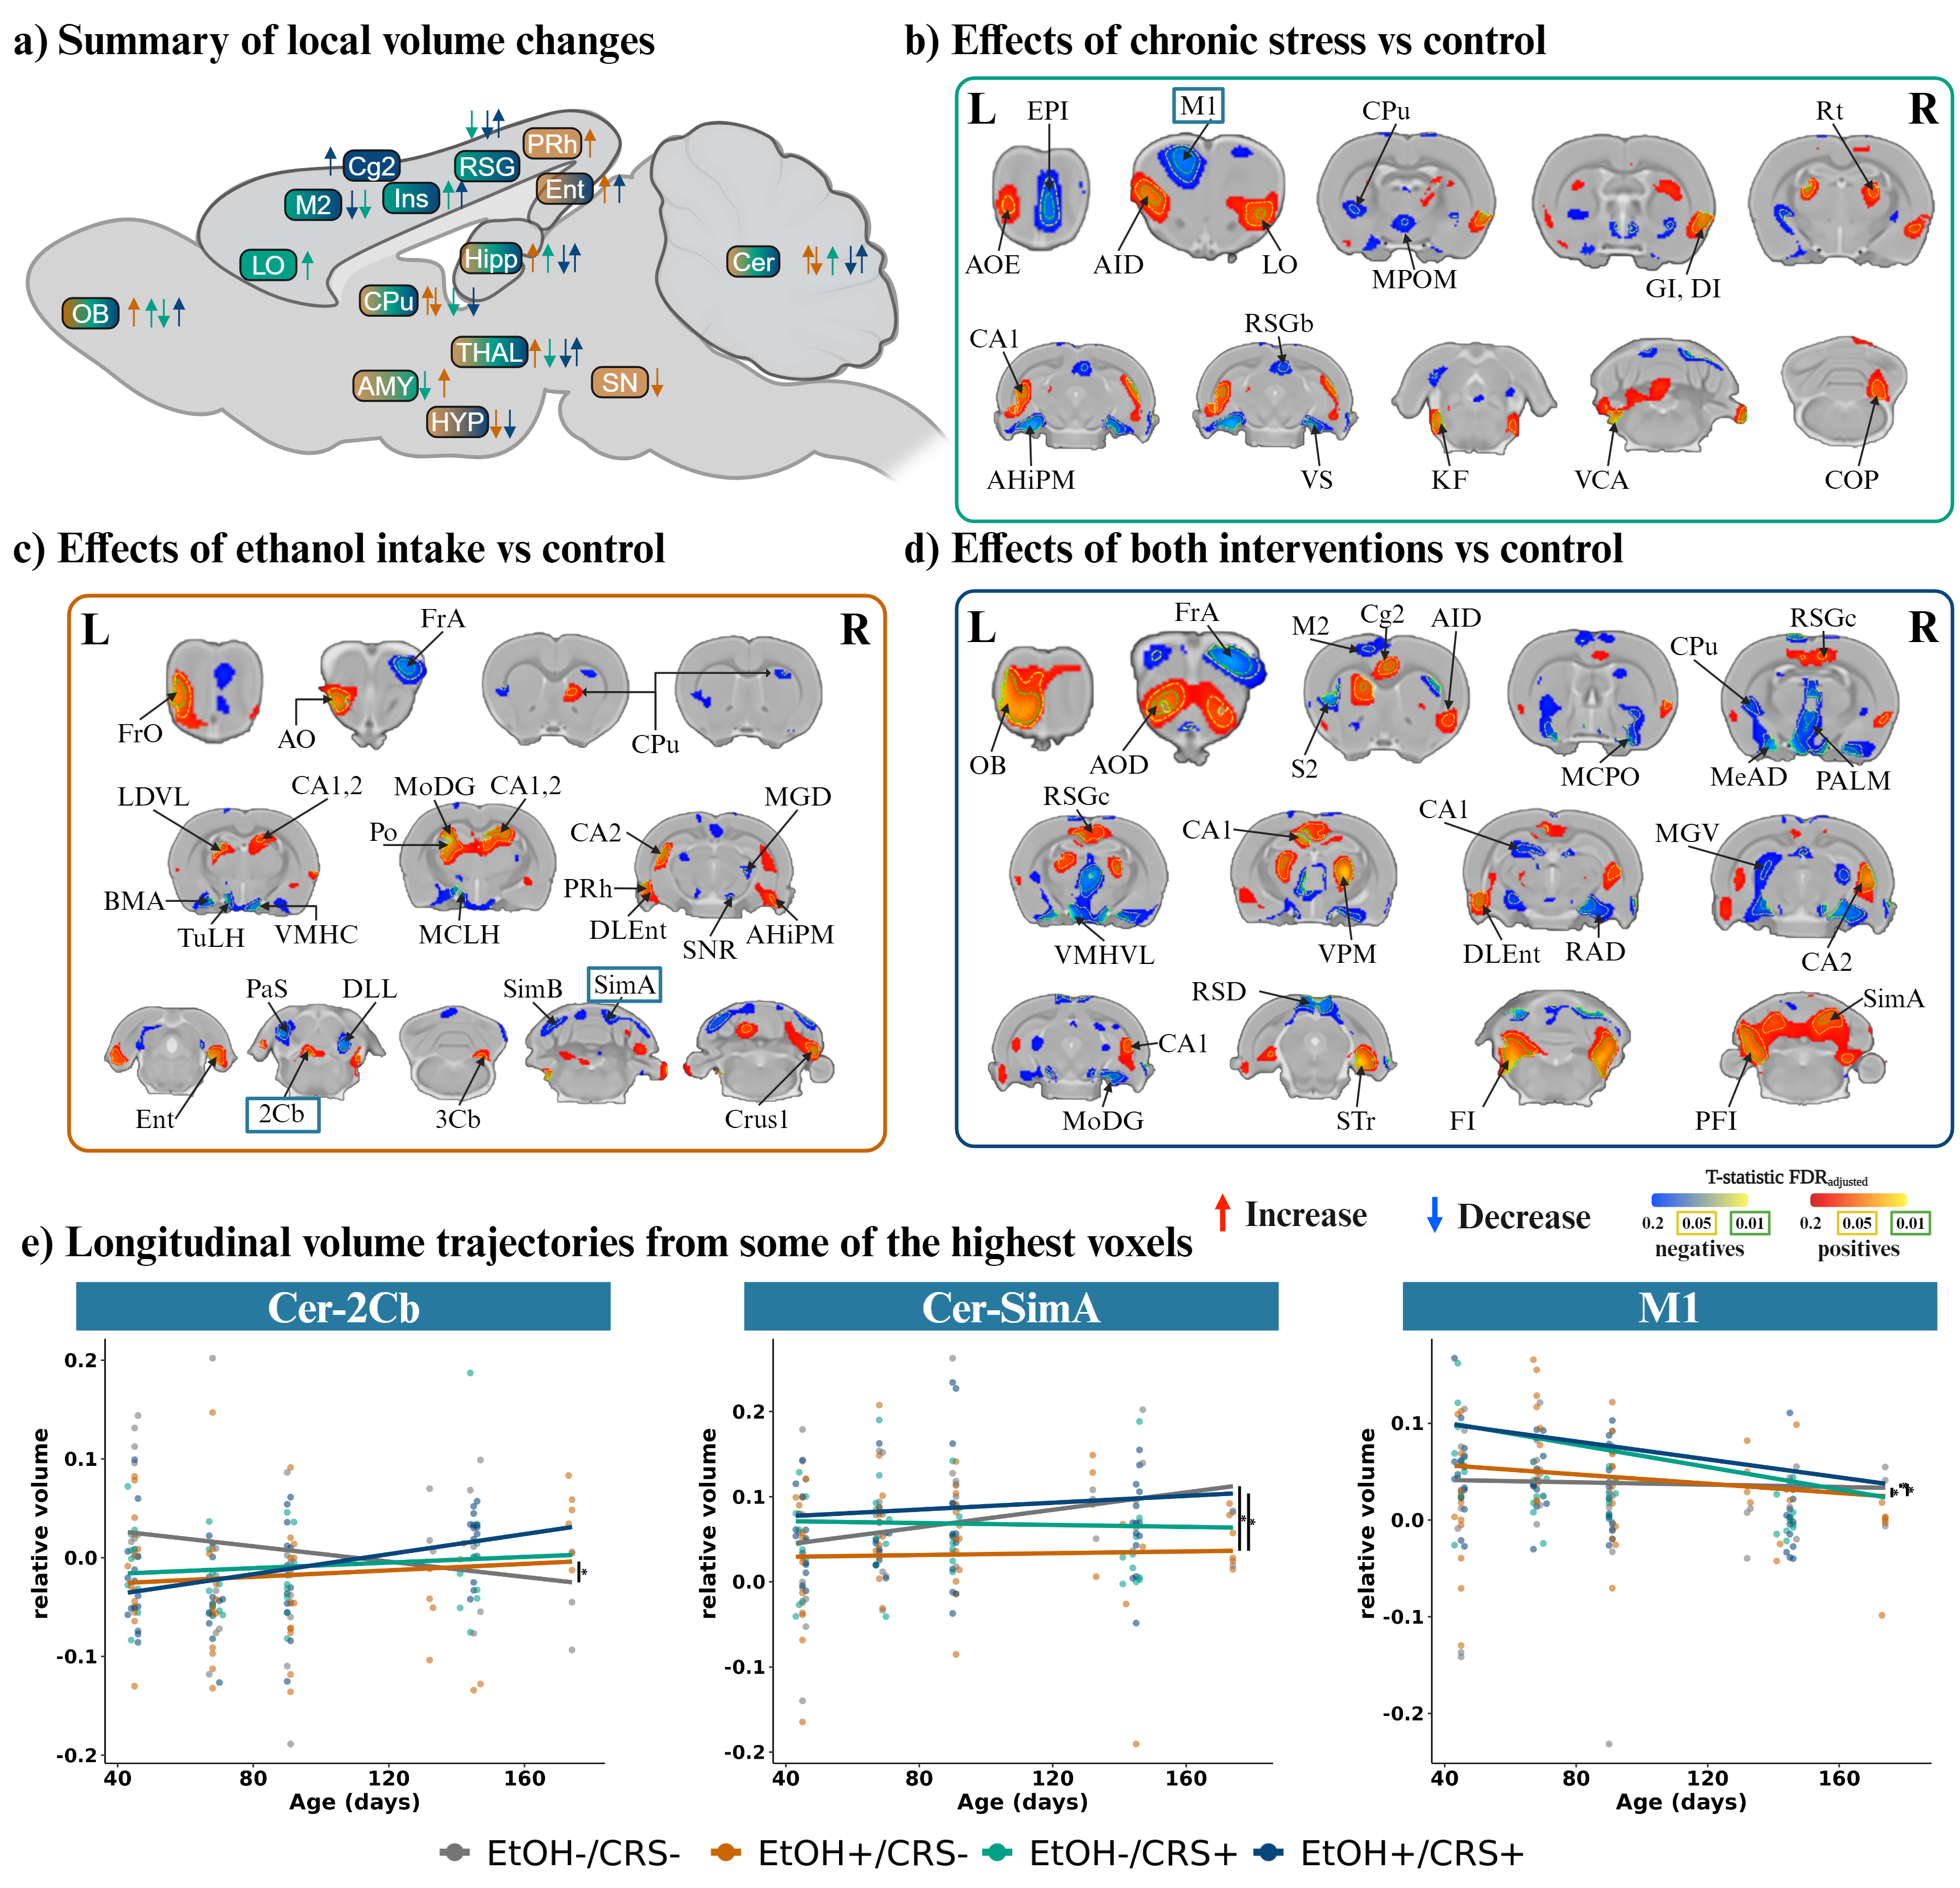 a) Summary of local volume changes
PRh
Cg2
RSG
Ent
M2
Ins
LO
Hipp
Cer
OB
CPu
THAL
AMY
SN
HYP
b) Effects of chronic stress vs control
L
EPI
M1
CPu
Rt
R
AOE
AID
LO
MPOM
GI, DI
CA1
RSGb
AHiPM
VS
KF
VCA
COP
c) Effects of ethanol intake vs control
L
FrA
R
FrO
AO
CPu
LDVL
CA1,2
MoDG
CA1,2
MGD
Po
CA2
BMA
PRh
TuLH
VMHC
MCLH
DLEnt
SNR
AHiPM
PaS
DLL
SimB
SimA
Ent
2Cb
3Cb
Crus1
d) Effects of both interventions vs control
L
FrA
M2
Cg2
AID
RSGc
R
CPu
OB
AOD
S2
MCPO
MeAD
PALM
RSGc
CA1
CA1
MGV
VMHVL
VPM
DLEnt
RAD
CA2
RSD
SimA
CA1
MoDG
STr
FI
PFI
Increase
Decrease
T-statistic FDRadjusted
0.2 0.05 0.01
negatives
0.2 0.05 0.01
positives
e) Longitudinal volume trajectories from some of the highest voxels
Cer-2Cb
relative volume
0.2
0.1
0.0
-0.1
-0.2
*
40 80 120 160
Age (days)
Cer-SimA
relative volume
0.2
0.1
0.0
-0.1
-0.2
*
*
40 80 120 160
Age (days)
M1
relative volume
0.1
0.0
-0.1
-0.2
40 80 120 160
Age (days)
EtOH-/CRS- EtOH+/CRS- EtOH-/CRS+ EtOH+/CRS+